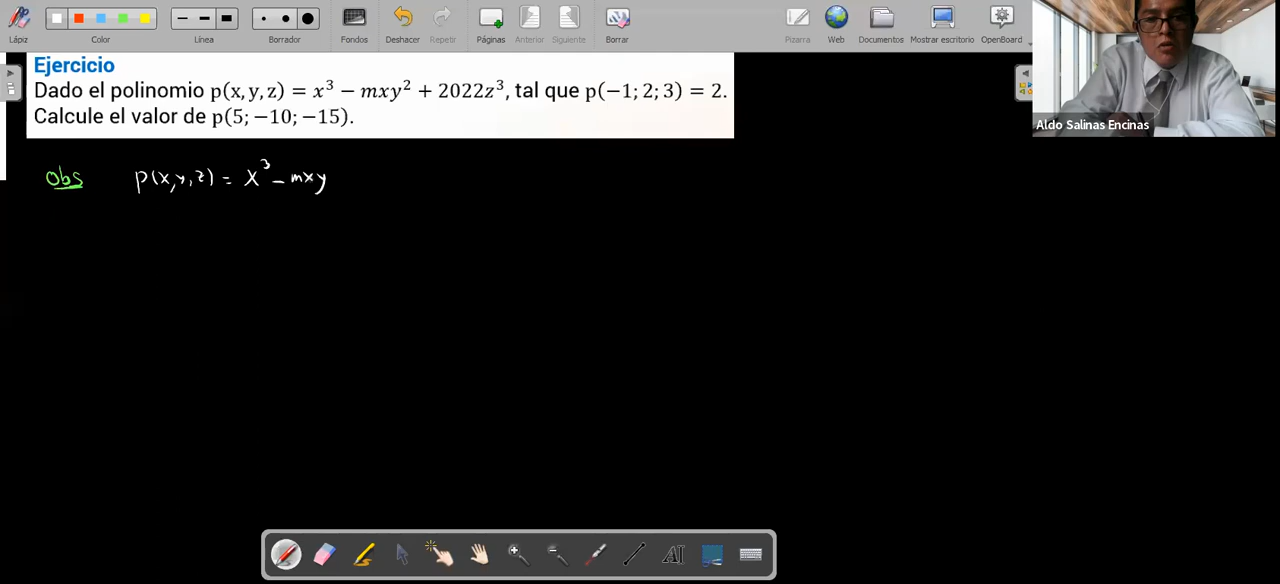 Lápiz Color Línea Borrador Fondos Deshacer Repetir Páginas Anterior Siguiente Borrar Pizarra Web Documentos Mostrar escritorio OpenBoard
Ejercicio
Dado el polinomio p(x, y, z) = x³ − mxy² + 2022z³, tal que p(−1; 2; 3) = 2.
Calcule el valor de p(5; −10; −15).
Aldo Salinas Encinas
Obs p(x,y,z) = x³ − mxy
AI